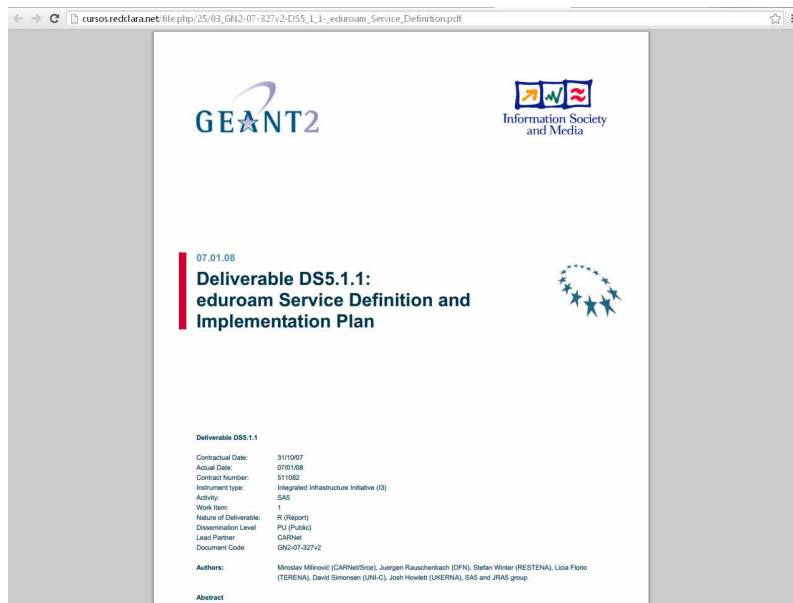 cursos.redclara.net/file.php/25/03_GN2-07-327v2-DS5_1_1-_eduroam_Service_Definition.pdf
GEANT2
Information Society
and Media
07.01.08
Deliverable DS5.1.1:
eduroam Service Definition and
Implementation Plan
Deliverable DS5.1.1
Contractual Date: 31/10/07
Actual Date: 07/01/08
Contract Number: 511082
Instrument type: Integrated Infrastructure Initiative (I3)
Activity: SA5
Work Item: 1
Nature of Deliverable: R (Report)
Dissemination Level PU (Public)
Lead Partner CARNet
Document Code GN2-07-327v2
Authors: Miroslav Milinović (CARNet/Srce), Juergen Rauschenbach (DFN), Stefan Winter (RESTENA), Licia Florio
(TERENA), David Simonsen (UNI-C), Josh Howlett (UKERNA), SA5 and JRA5 group
Abstract